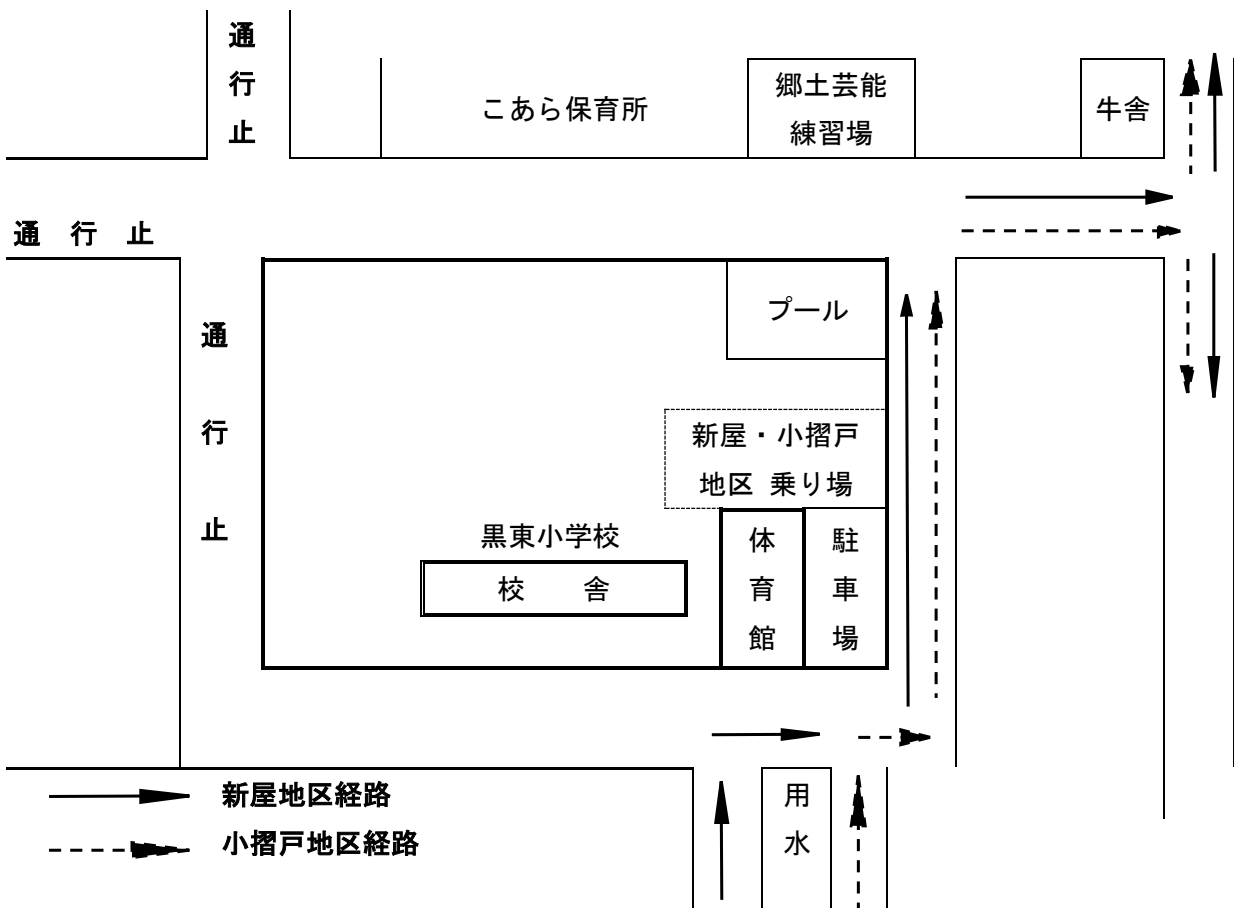 通行止
こあら保育所
郷土芸能
練習場
牛舎
通 行 止
プール
通行止
新屋・小摺戸
地区 乗り場
黒東小学校
校 舎
体育館
駐車場
用水
新屋地区経路
小摺戸地区経路